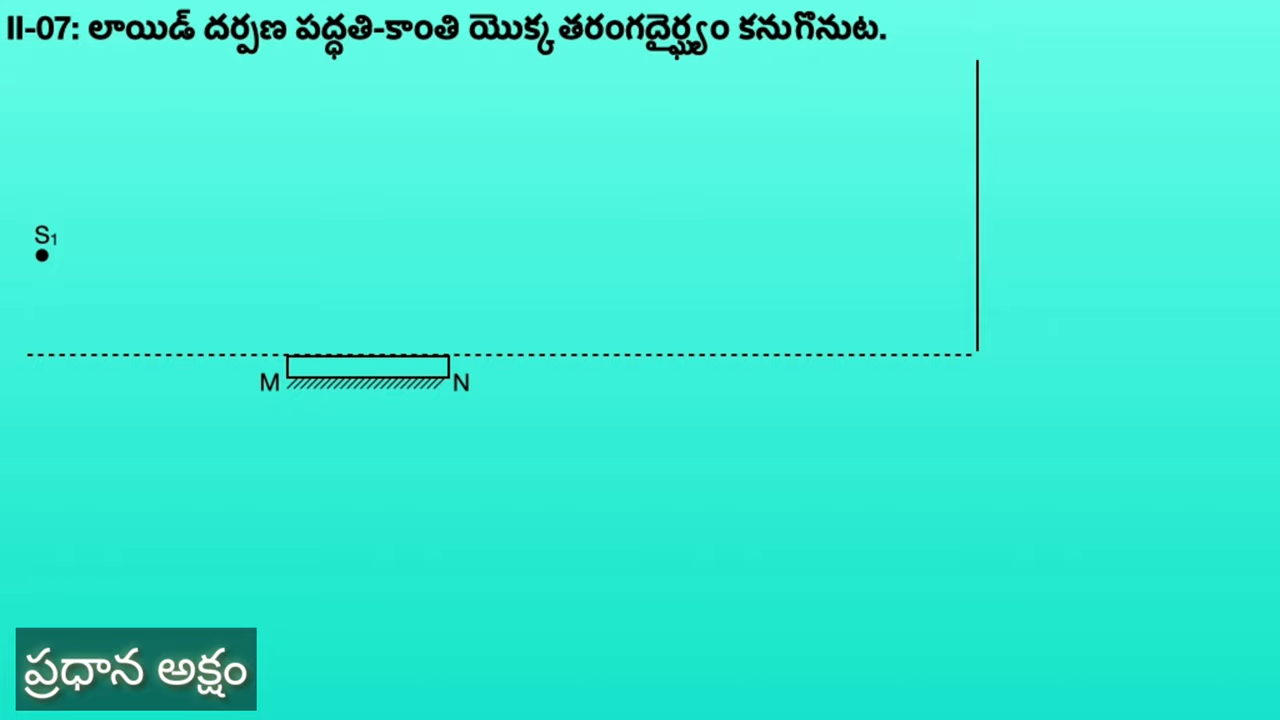 II-07: లాయిడ్ దర్పణ పద్ధతి-కాంతి యొక్క తరంగదైర్ఘ్యం కనుగొనుట.
S₁
M
N
ప్రధాన అక్షం